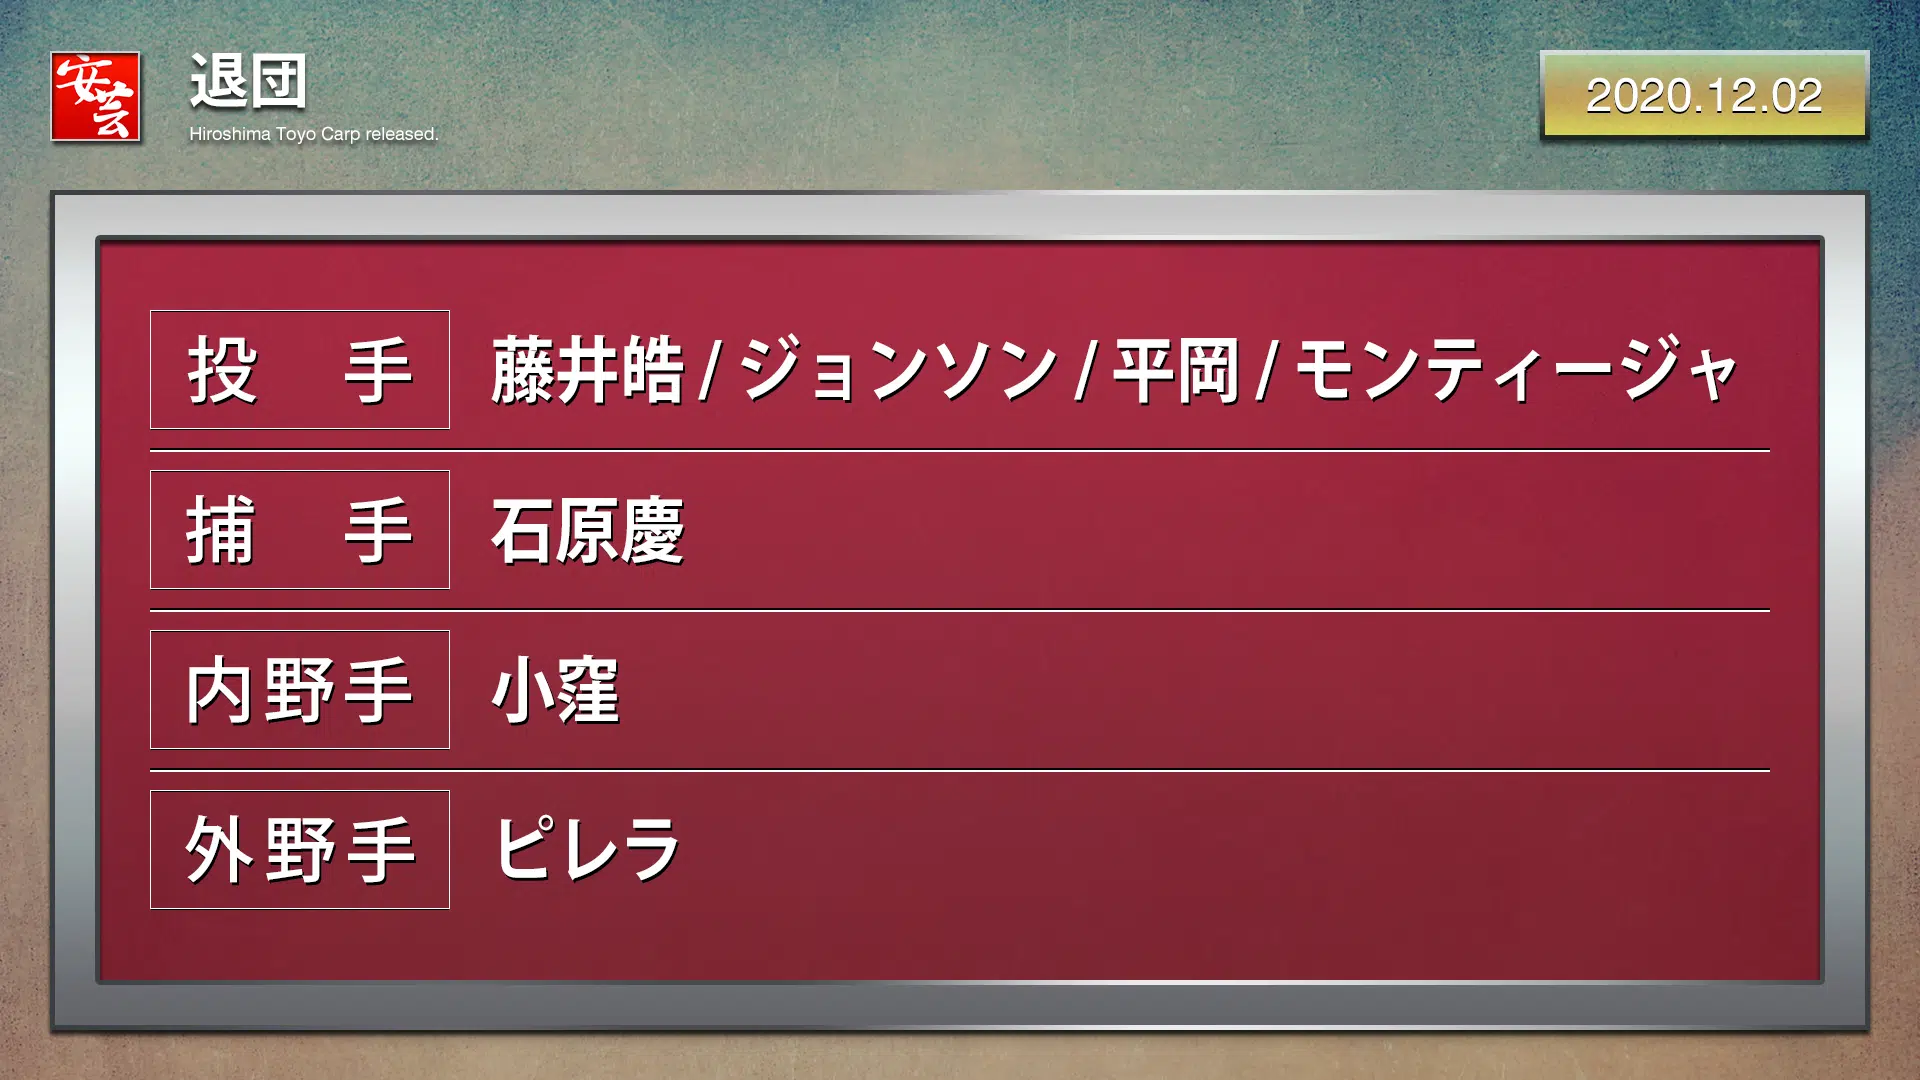 安芸
退団
Hiroshima Toyo Carp released.
2020.12.02
投手 藤井皓 / ジョンソン / 平岡 / モンティージャ
捕手 石原慶
内野手 小窪
外野手 ピレラ